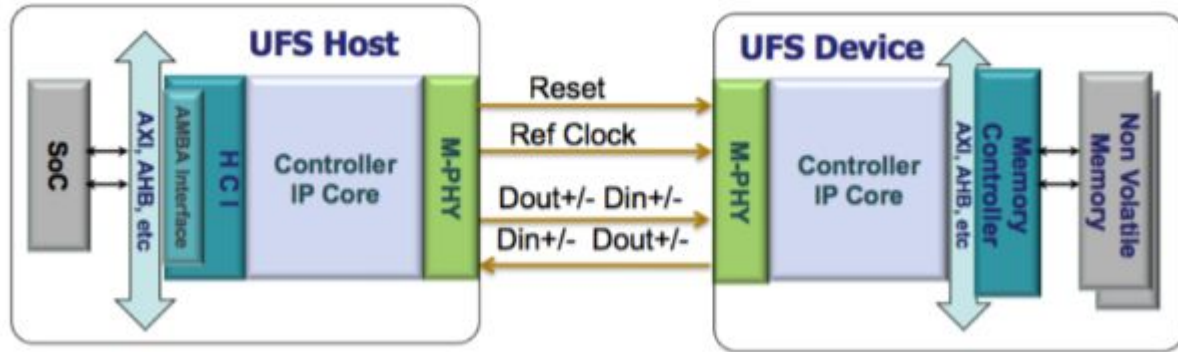 UFS Host
UFS Device
SoC
AXI, AHB, etc
AMBA Interface
HCI
Controller
IP Core
M-PHY
Reset
Ref Clock
Dout+/- Din+/-
Din+/- Dout+/-
M-PHY
Controller
IP Core
AXI, AHB, etc
Memory
Controller
Non Volatile
Memory